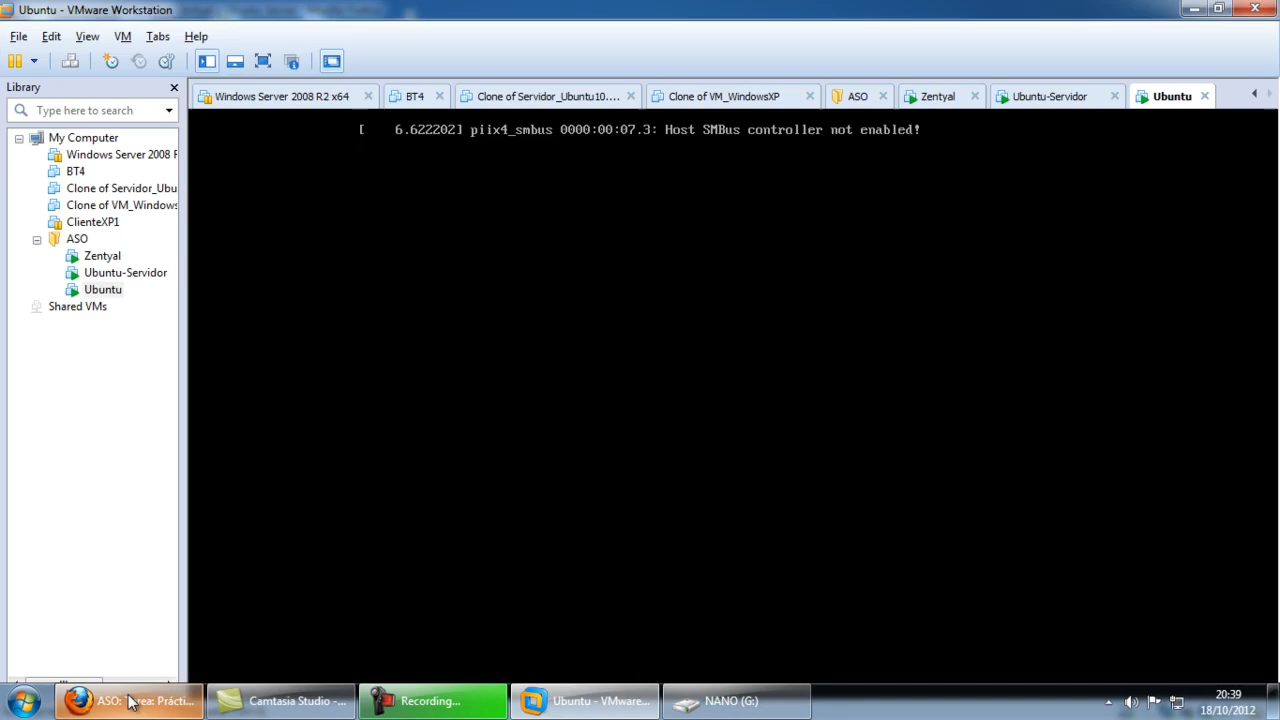 Ubuntu - VMware Workstation
File Edit View VM Tabs Help
Library
Type here to search
Windows Server 2008 R2 x64
BT4
Clone of Servidor_Ubuntu10....
Clone of VM_WindowsXP
ASO
Zentyal
Ubuntu-Servidor
Ubuntu
My Computer
Windows Server 2008 R
BT4
Clone of Servidor_Ubu
Clone of VM_Windows
ClienteXP1
ASO
Zentyal
Ubuntu-Servidor
Ubuntu
Shared VMs
[    6.622202] piix4_smbus 0000:00:07.3: Host SMBus controller not enabled!
ASO: Tarea: Prácti...
Camtasia Studio -...
Recording...
Ubuntu - VMware...
NANO (G:)
20:39
18/10/2012